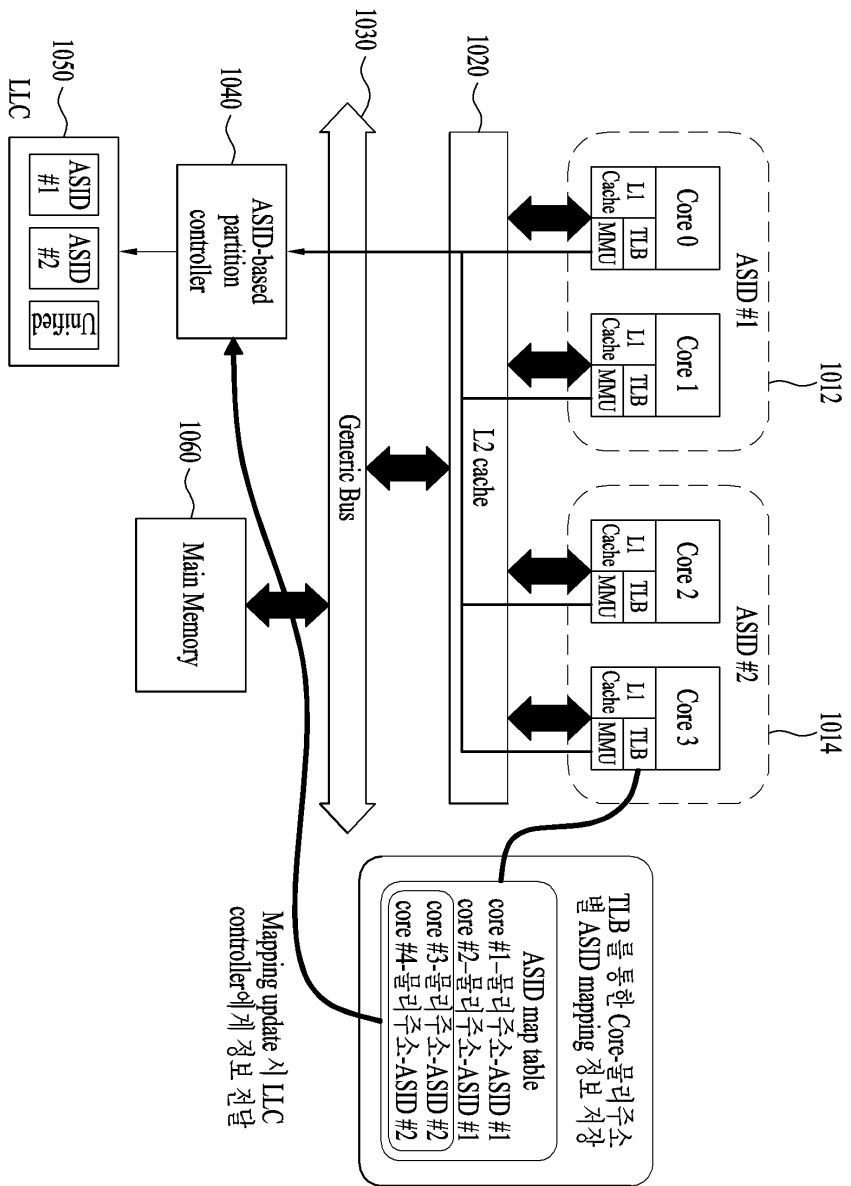 1012
1014
ASID #1
ASID #2
Core 0
L1
Cache
TLB
MMU
Core 1
L1
Cache
TLB
MMU
Core 2
L1
Cache
TLB
MMU
Core 3
L1
Cache
TLB
MMU
1020
L2 cache
1030
Generic Bus
1040
ASID-based
partition
controller
1050
LLC
ASID
#1
ASID
#2
Unified
1060
Main Memory
TLB 를 통한 Core-물리주소
별 ASID mapping 정보 저장
ASID map table
core #1-물리주소-ASID #1
core #2-물리주소-ASID #1
core #3-물리주소-ASID #2
core #4-물리주소-ASID #2
Mapping update 시 LLC
controller에게 정보 전달